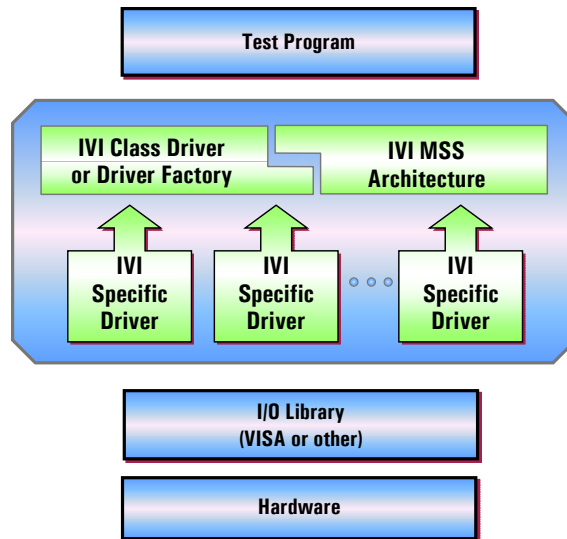 Test Program
IVI Class Driver
or Driver Factory
IVI MSS
Architecture
IVI
Specific
Driver
IVI
Specific
Driver
IVI
Specific
Driver
I/O Library
(VISA or other)
Hardware